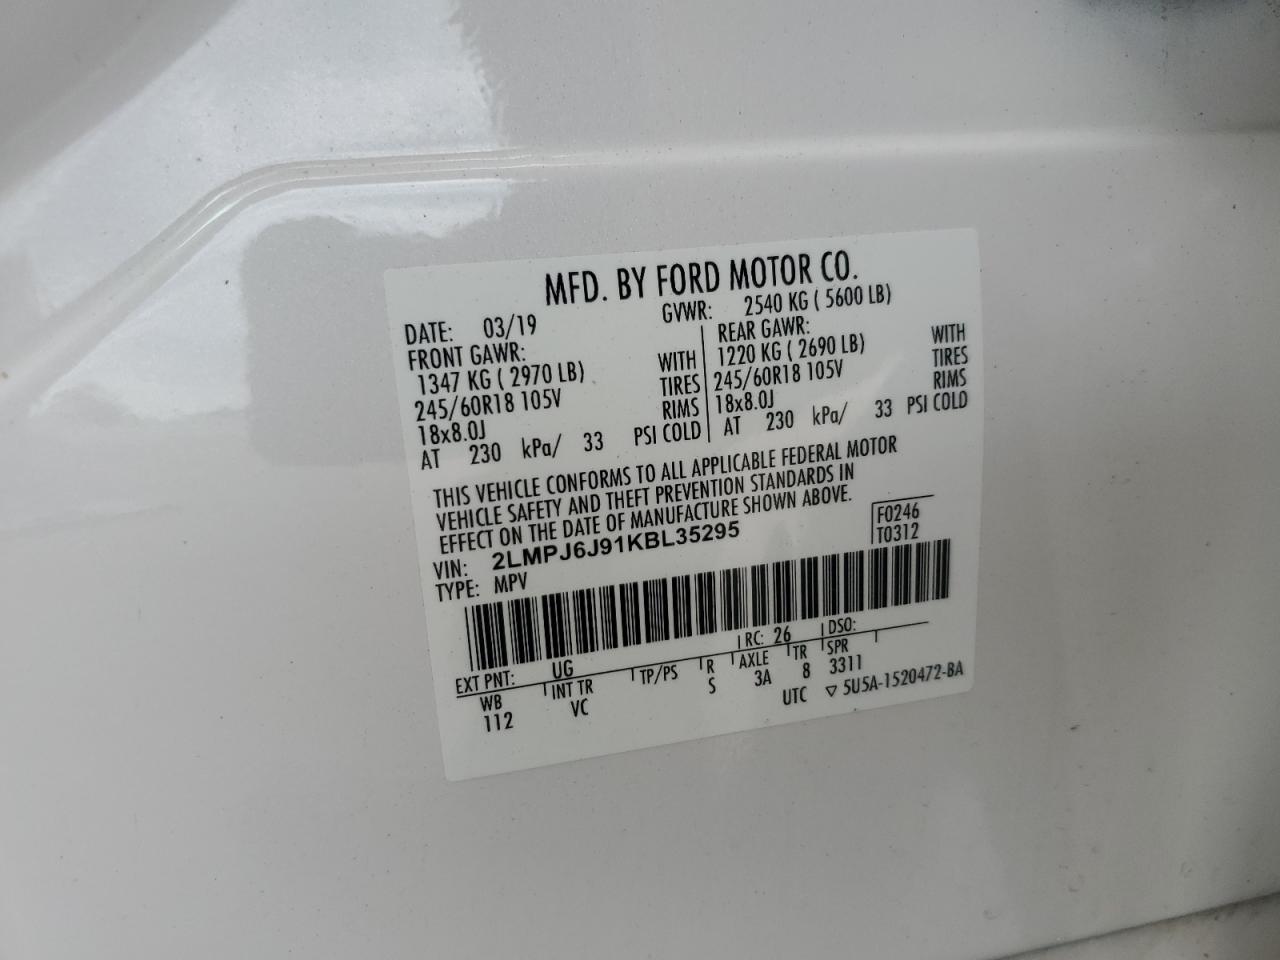 MFD. BY FORD MOTOR CO.
DATE: 03/19 GVWR: 2540 KG ( 5600 LB)
FRONT GAWR: REAR GAWR:
1347 KG ( 2970 LB) WITH 1220 KG ( 2690 LB) WITH
245/60R18 105V TIRES 245/60R18 105V TIRES
18x8.0J RIMS 18x8.0J RIMS
AT 230 kPa/ 33 PSI COLD AT 230 kPa/ 33 PSI COLD
THIS VEHICLE CONFORMS TO ALL APPLICABLE FEDERAL MOTOR
VEHICLE SAFETY AND THEFT PREVENTION STANDARDS IN
EFFECT ON THE DATE OF MANUFACTURE SHOWN ABOVE.
VIN: 2LMPJ6J91KBL35295 F0246
TYPE: MPV T0312
EXT PNT: UG RC: 26 DSO:
WB INT TR TP/PS R AXLE TR SPR
112 VC S 3A 8 3311
UTC ▽ 5U5A-1520472-BA